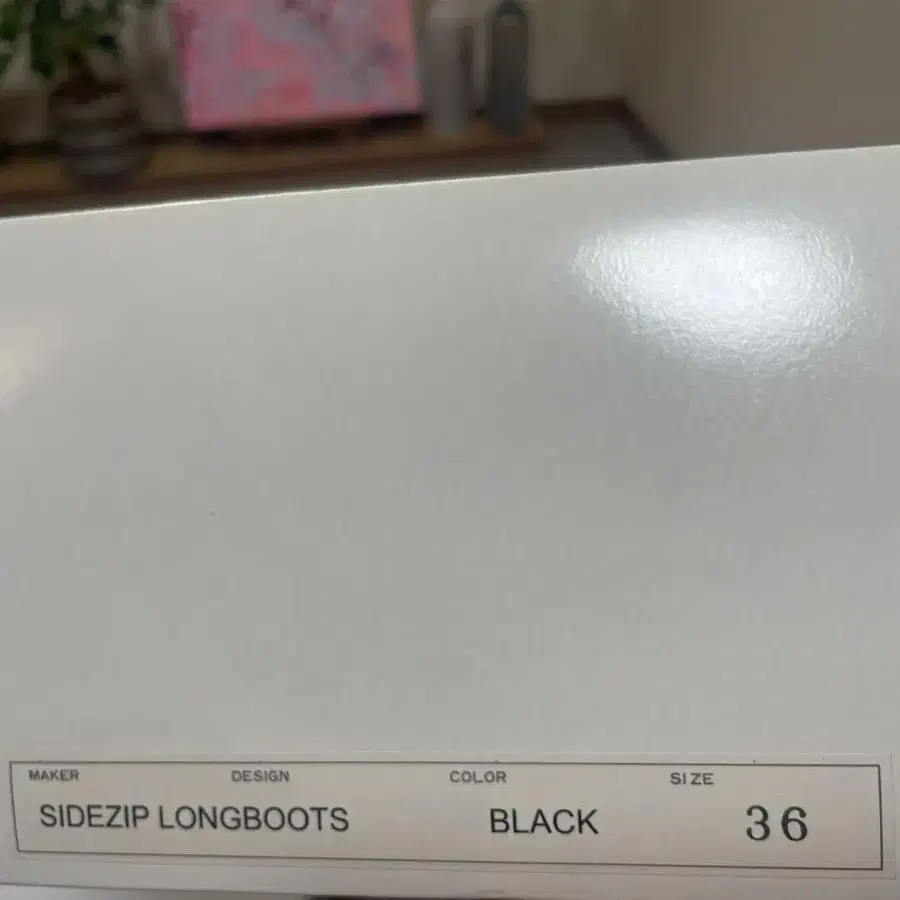 MAKER DESIGN COLOR SIZE
SIDEZIP LONGBOOTS BLACK 36